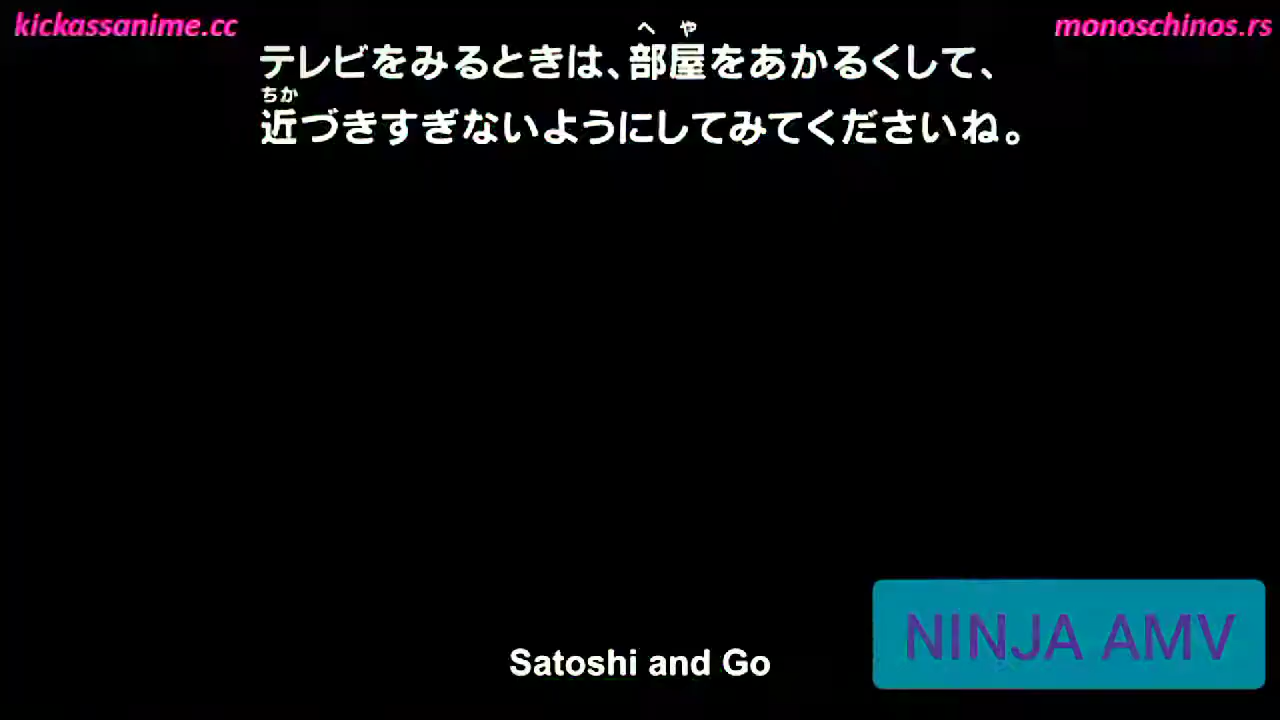 kickassanime.cc
monoschinos.rs
へや
テレビをみるときは、部屋をあかるくして、
ちか
近づきすぎないようにしてみてくださいね。
NINJA AMV
Satoshi and Go